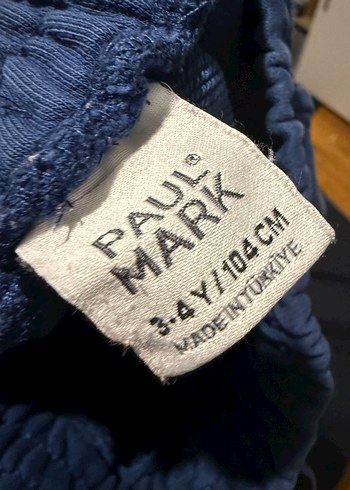 PAUL®
MARK
3-4 Y / 104 CM
MADE IN TÜRKİYE